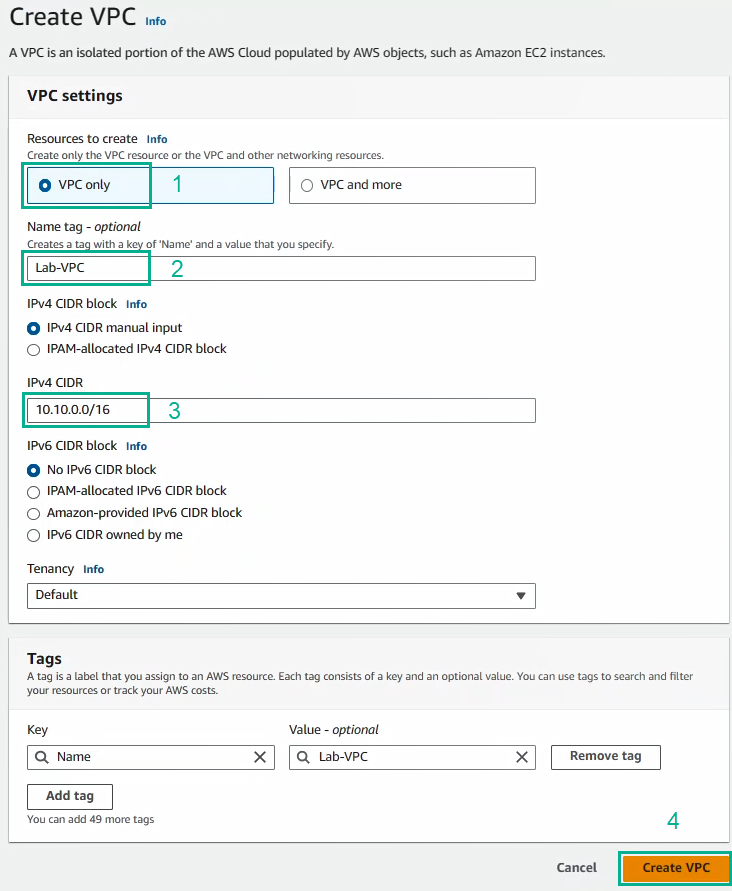 Create VPC Info
A VPC is an isolated portion of the AWS Cloud populated by AWS objects, such as Amazon EC2 instances.
VPC settings
Resources to create Info
Create only the VPC resource or the VPC and other networking resources.
VPC only 1 VPC and more
Name tag - optional
Creates a tag with a key of 'Name' and a value that you specify.
Lab-VPC 2
IPv4 CIDR block Info
IPv4 CIDR manual input
IPAM-allocated IPv4 CIDR block
IPv4 CIDR
10.10.0.0/16 3
IPv6 CIDR block Info
No IPv6 CIDR block
IPAM-allocated IPv6 CIDR block
Amazon-provided IPv6 CIDR block
IPv6 CIDR owned by me
Tenancy Info
Default
Tags
A tag is a label that you assign to an AWS resource. Each tag consists of a key and an optional value. You can use tags to search and filter
your resources or track your AWS costs.
Key Value - optional
Name Lab-VPC Remove tag
Add tag
You can add 49 more tags
4
Cancel Create VPC